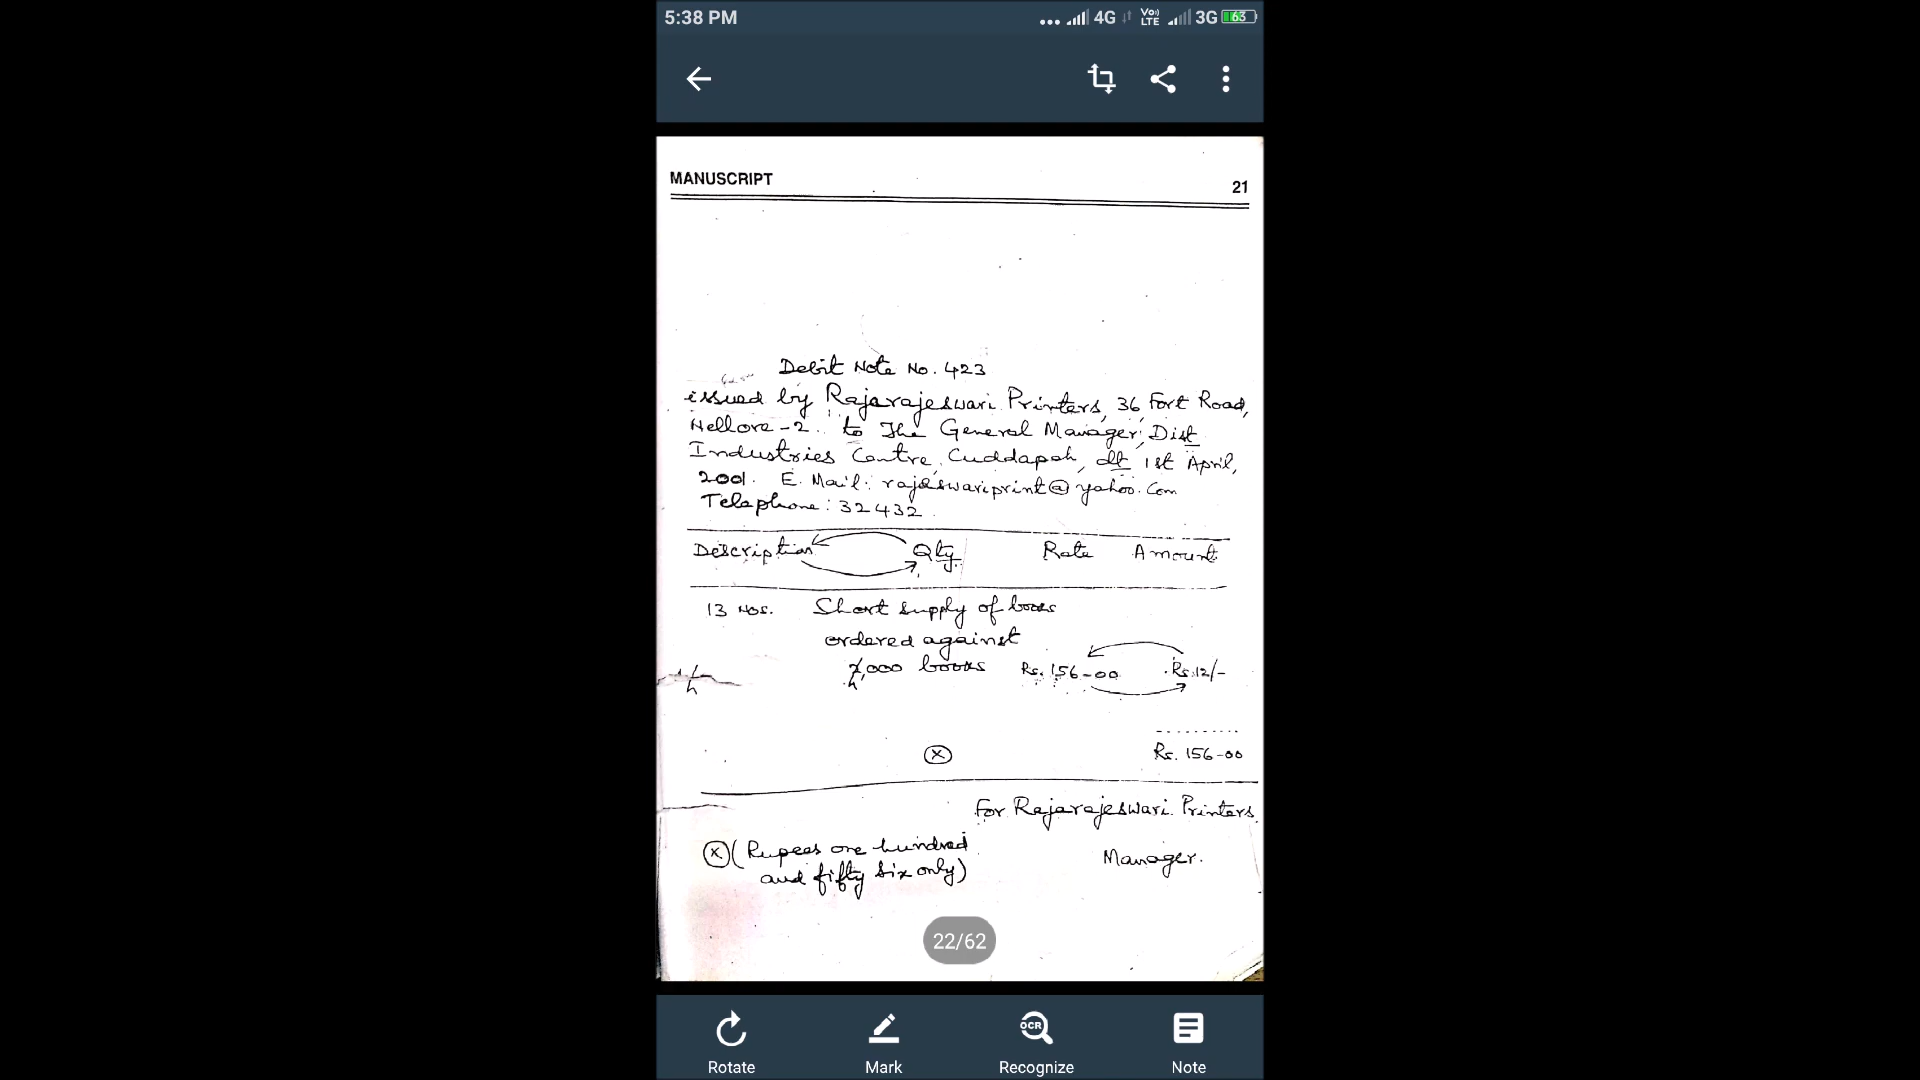 5:38 PM 4G VoLTE 3G 63
MANUSCRIPT 21
Debit Note No. 423
issued by Rajarajeswari Printers, 36, Fort Road,
Nellore-2. to The General Manager, Dist
Industries Centre, Cuddapah, dt 1st April,
2001. E. Mail: rajeswariprint@yahoo.com
Telephone: 32432.
Description Qty. Rate Amount
13 Nos. Short supply of books
ordered against
1,000 books Rs. 156-00 Rs. 12/-
Rs. 156-00
For Rajarajeswari Printers.
(Rupees one hundred
and fifty six only)
Manager.
22/62
OCR
Rotate Mark Recognize Note